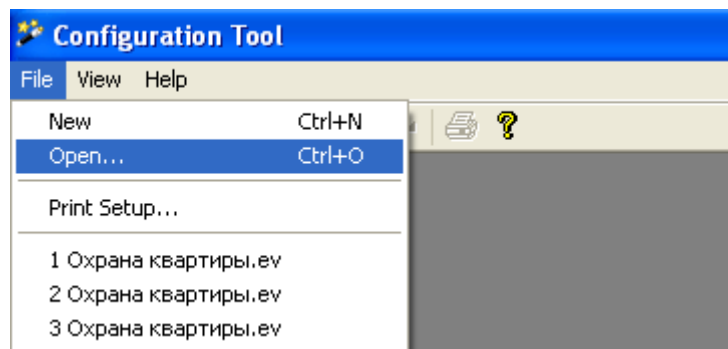 Configuration Tool
File View Help
New Ctrl+N
Open... Ctrl+O
Print Setup...
1 Охрана квартиры.ev
2 Охрана квартиры.ev
3 Охрана квартиры.ev